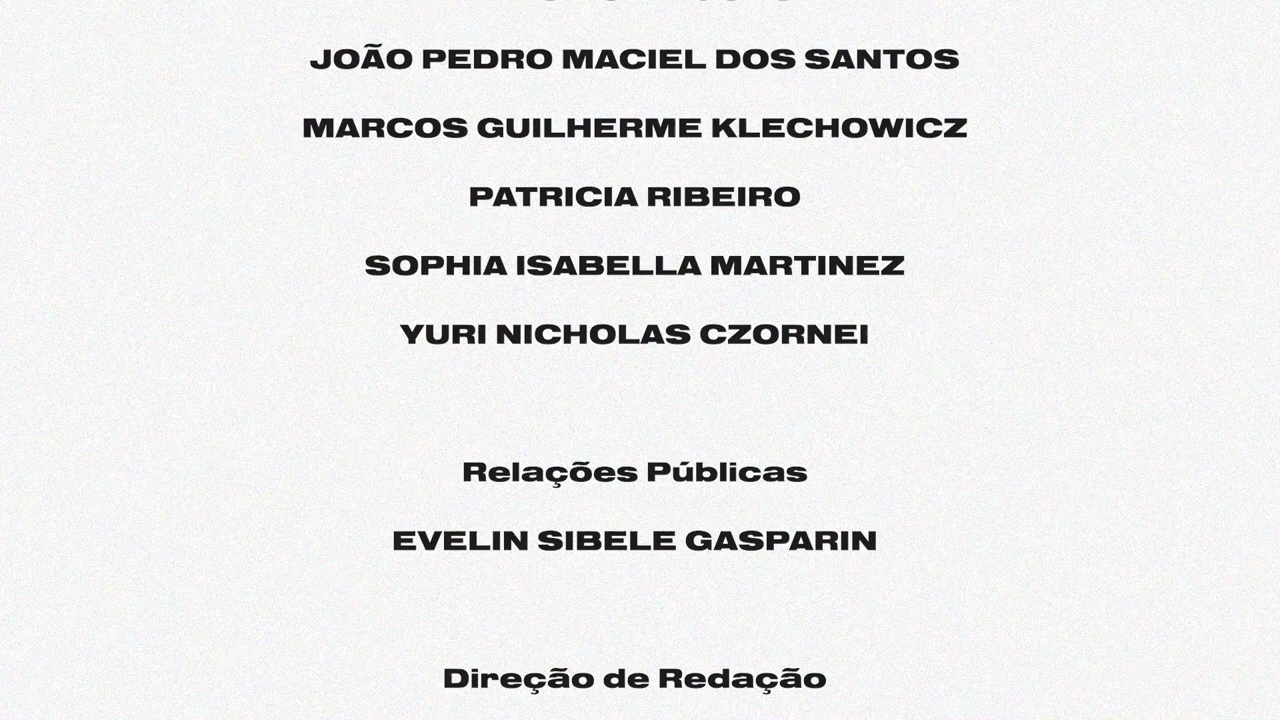 JOÃO PEDRO MACIEL DOS SANTOS
MARCOS GUILHERME KLECHOWICZ
PATRICIA RIBEIRO
SOPHIA ISABELLA MARTINEZ
YURI NICHOLAS CZORNEI
Relações Públicas
EVELIN SIBELE GASPARIN
Direção de Redação